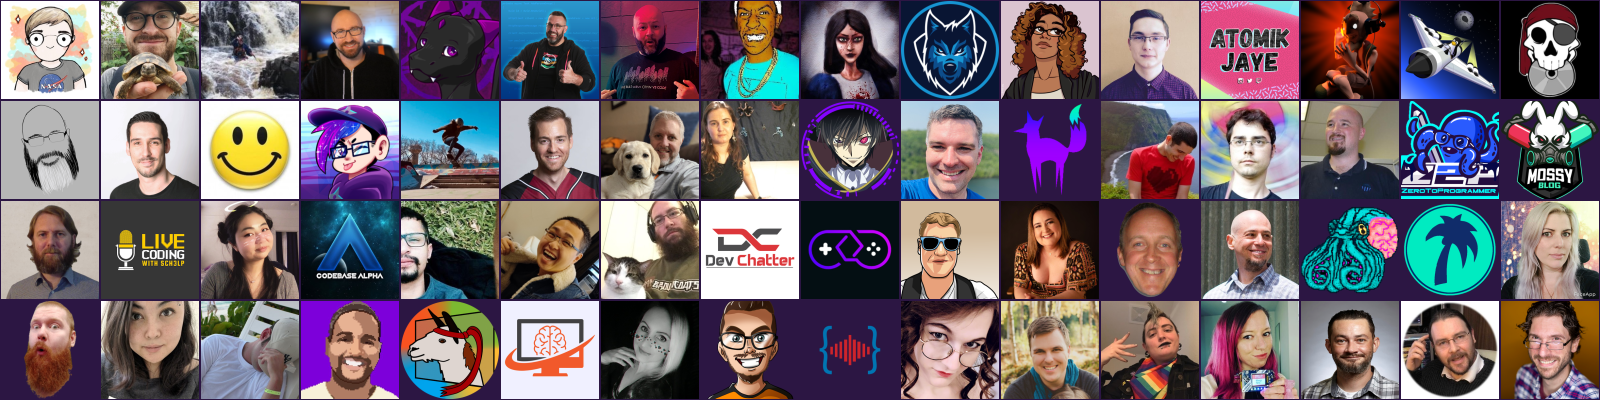 NASA
ATOMIK
JAYE
ZEROTOPROGRAMMER
MOSSY
BLOG
LIVE
CODING
WITH SCH3LP
CODEBASE ALPHA
Dev Chatter